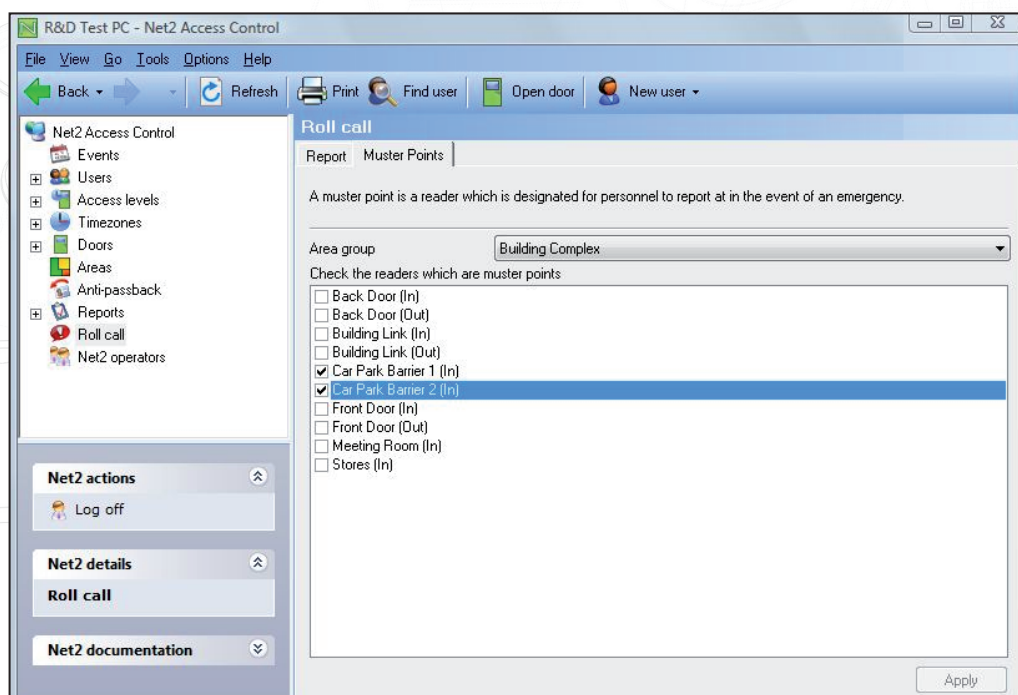 R&D Test PC - Net2 Access Control
File View Go Tools Options Help
Back Refresh Print Find user Open door New user
Net2 Access Control
Events
Users
Access levels
Timezones
Doors
Areas
Anti-passback
Reports
Roll call
Net2 operators
Net2 actions
Log off
Net2 details
Roll call
Net2 documentation
Roll call
Report Muster Points
A muster point is a reader which is designated for personnel to report at in the event of an emergency.
Area group Building Complex
Check the readers which are muster points
Back Door (In)
Back Door (Out)
Building Link (In)
Building Link (Out)
Car Park Barrier 1 (In)
Car Park Barrier 2 (In)
Front Door (In)
Front Door (Out)
Meeting Room (In)
Stores (In)
Apply